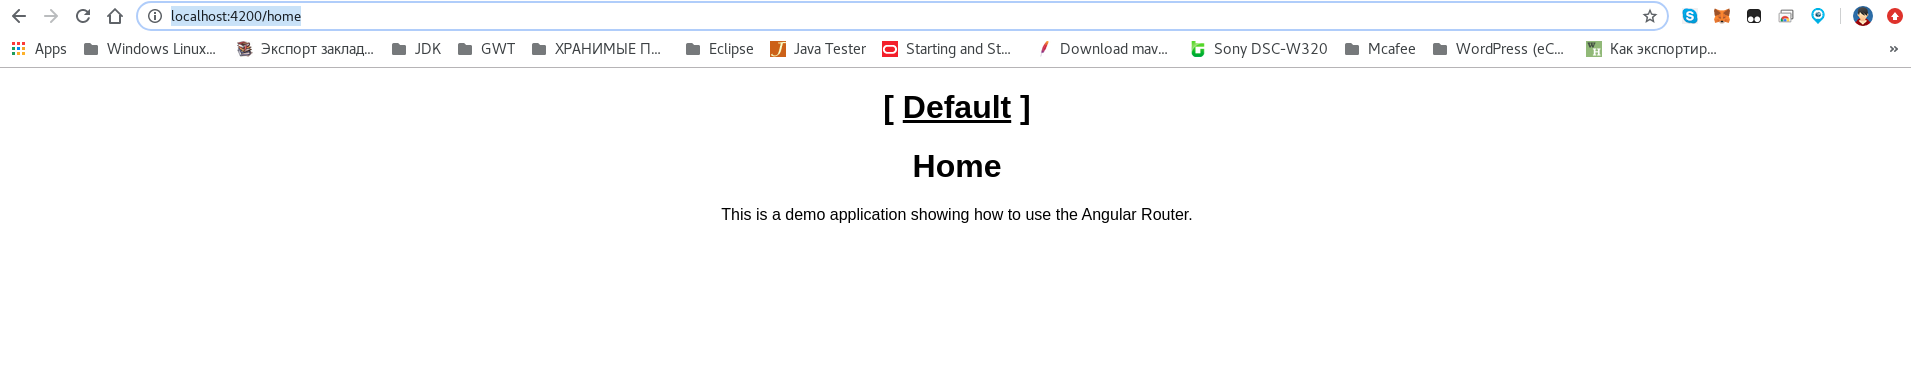 localhost:4200/home
Apps Windows Linux... Экспорт заклад... JDK GWT ХРАНИМЫЕ П... Eclipse Java Tester Starting and St... Download mav... Sony DSC-W320 Mcafee WordPress (eC... Как экспортир... »
[ Default ]
Home
This is a demo application showing how to use the Angular Router.